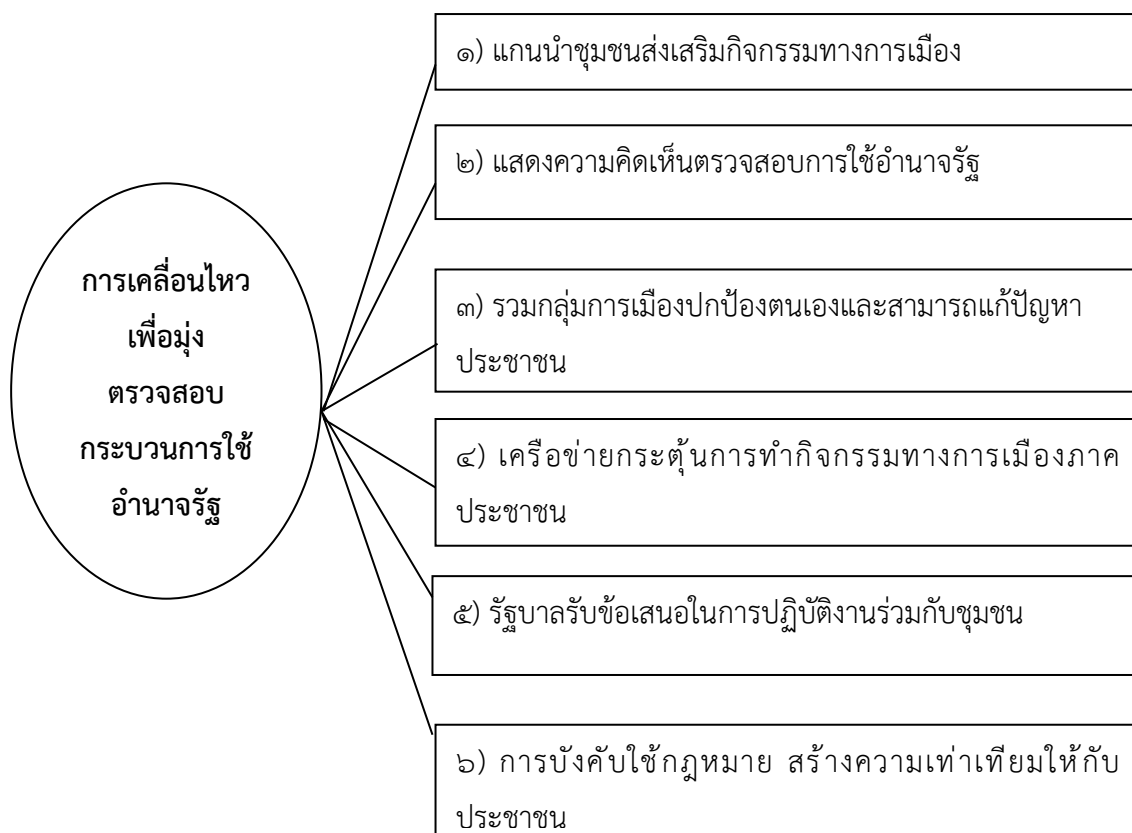 ๑) แกนนำชุมชนส่งเสริมกิจกรรมทางการเมือง
๒) แสดงความคิดเห็นตรวจสอบการใช้อำนาจรัฐ
การเคลื่อนไหว
เพื่อมุ่ง
ตรวจสอบ
กระบวนการใช้
อำนาจรัฐ
๓) รวมกลุ่มการเมืองปกป้องตนเองและสามารถแก้ปัญหา
ประชาชน
๔) เครือข่ายกระตุ้นการทำกิจกรรมทางการเมืองภาค
ประชาชน
๕) รัฐบาลรับข้อเสนอในการปฏิบัติงานร่วมกับชุมชน
๖) การบังคับใช้กฎหมาย สร้างความเท่าเทียมให้กับ
ประชาชน